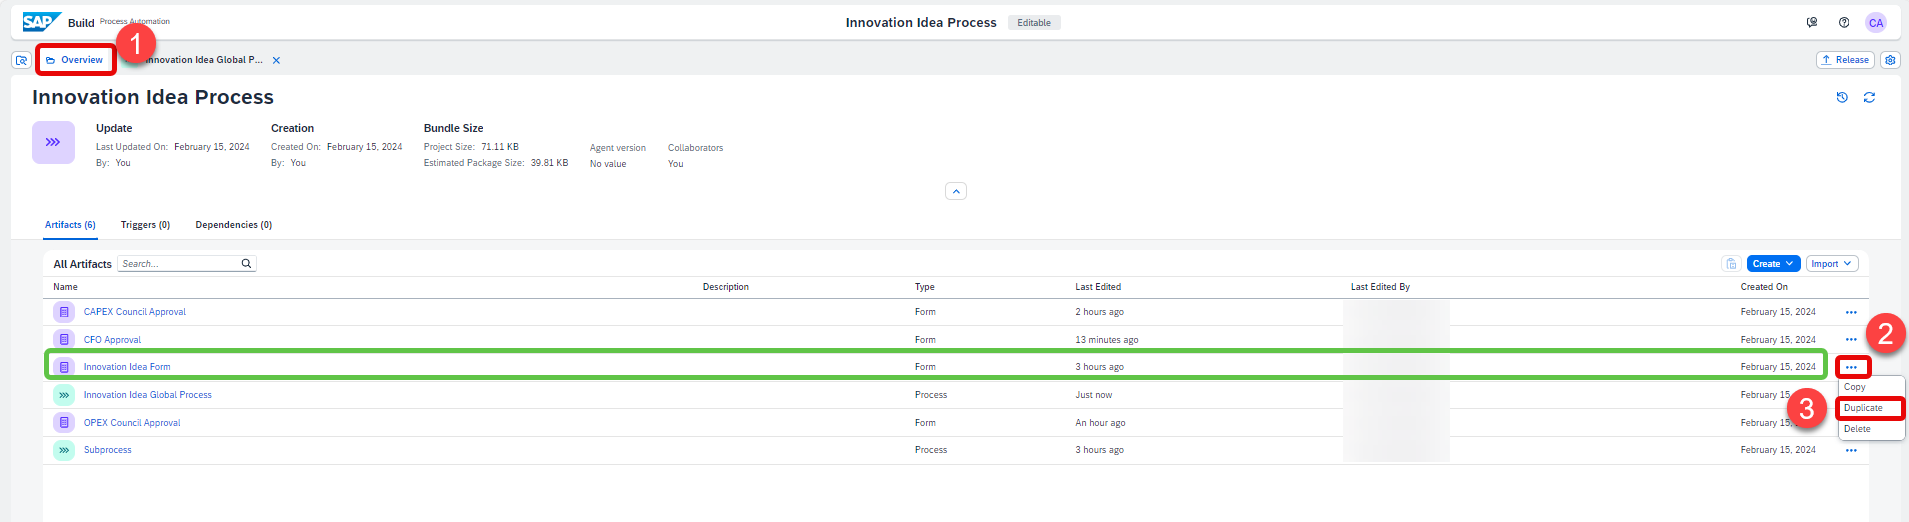 SAP Build Process Automation
Innovation Idea Process Editable
CA
1
Overview
Innovation Idea Global P...
Release
Innovation Idea Process
Update
Last Updated On: February 15, 2024
By: You
Creation
Created On: February 15, 2024
By: You
Bundle Size
Project Size: 71.11 KB
Estimated Package Size: 39.81 KB
Agent version
No value
Collaborators
You
Artifacts (6) Triggers (0) Dependencies (0)
All Artifacts Search... Create Import
Name Description Type Last Edited Last Edited By Created On
CAPEX Council Approval Form 2 hours ago February 15, 2024
CFO Approval Form 13 minutes ago February 15, 2024
2
Innovation Idea Form Form 3 hours ago February 15, 2024
Copy
Innovation Idea Global Process Process Just now February 15,
3
Duplicate
OPEX Council Approval Form An hour ago February 15,
Delete
Subprocess Process 3 hours ago February 15, 2024